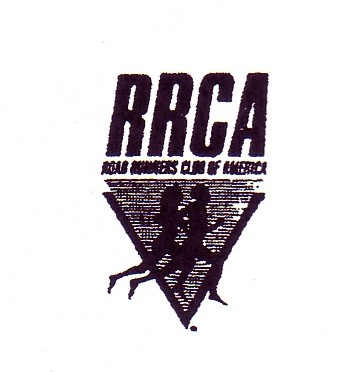 RRCA
ROAD RUNNERS CLUB OF AMERICA